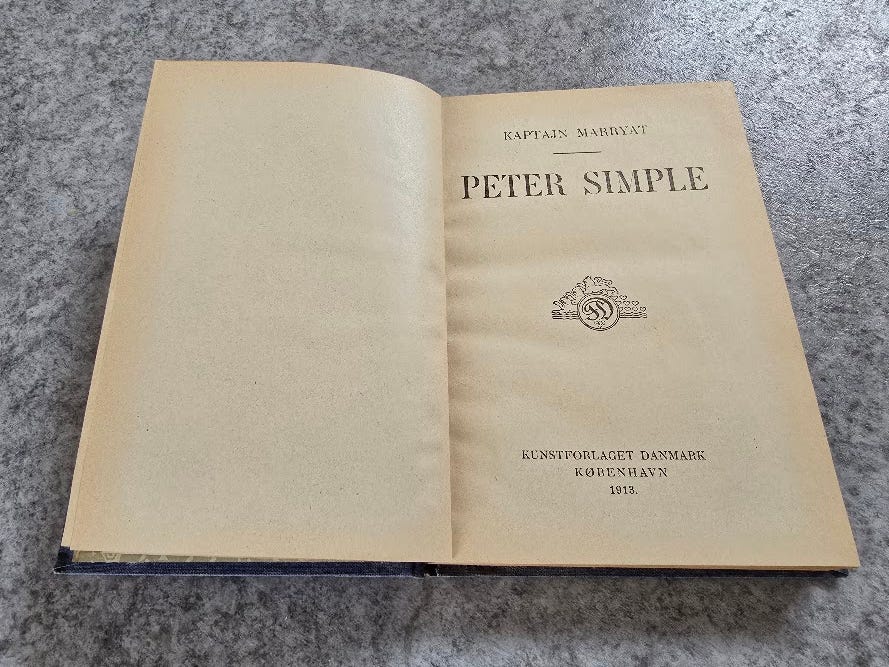 KAPTAJN MARRYAT
PETER SIMPLE
KUNSTFORLAGET DANMARK
KØBENHAVN
1913.